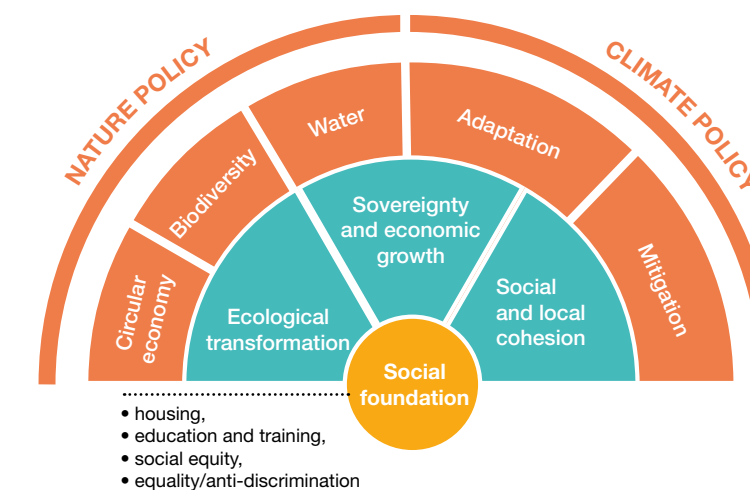 NATURE POLICY
CLIMATE POLICY
Circular
economy
Biodiversity
Water
Adaptation
Mitigation
Ecological
transformation
Sovereignty
and economic
growth
Social
and local
cohesion
Social
foundation
• housing,
• education and training,
• social equity,
• equality/anti-discrimination